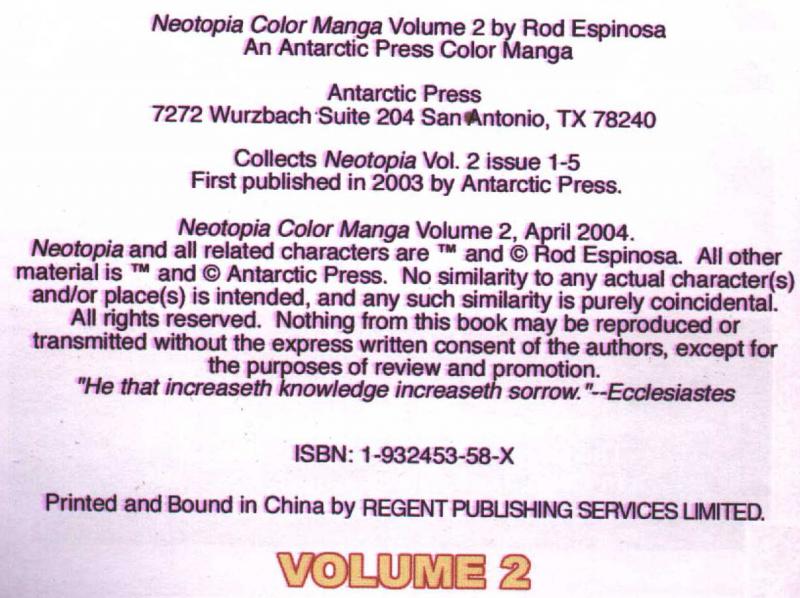 Neotopia Color Manga Volume 2 by Rod Espinosa
An Antarctic Press Color Manga
Antarctic Press
7272 Wurzbach Suite 204 San Antonio, TX 78240
Collects Neotopia Vol. 2 issue 1-5
First published in 2003 by Antarctic Press.
Neotopia Color Manga Volume 2, April 2004.
Neotopia and all related characters are ™ and © Rod Espinosa. All other
material is ™ and © Antarctic Press. No similarity to any actual character(s)
and/or place(s) is intended, and any such similarity is purely coincidental.
All rights reserved. Nothing from this book may be reproduced or
transmitted without the express written consent of the authors, except for
the purposes of review and promotion.
"He that increaseth knowledge increaseth sorrow."--Ecclesiastes
ISBN: 1-932453-58-X
Printed and Bound in China by REGENT PUBLISHING SERVICES LIMITED.
VOLUME 2